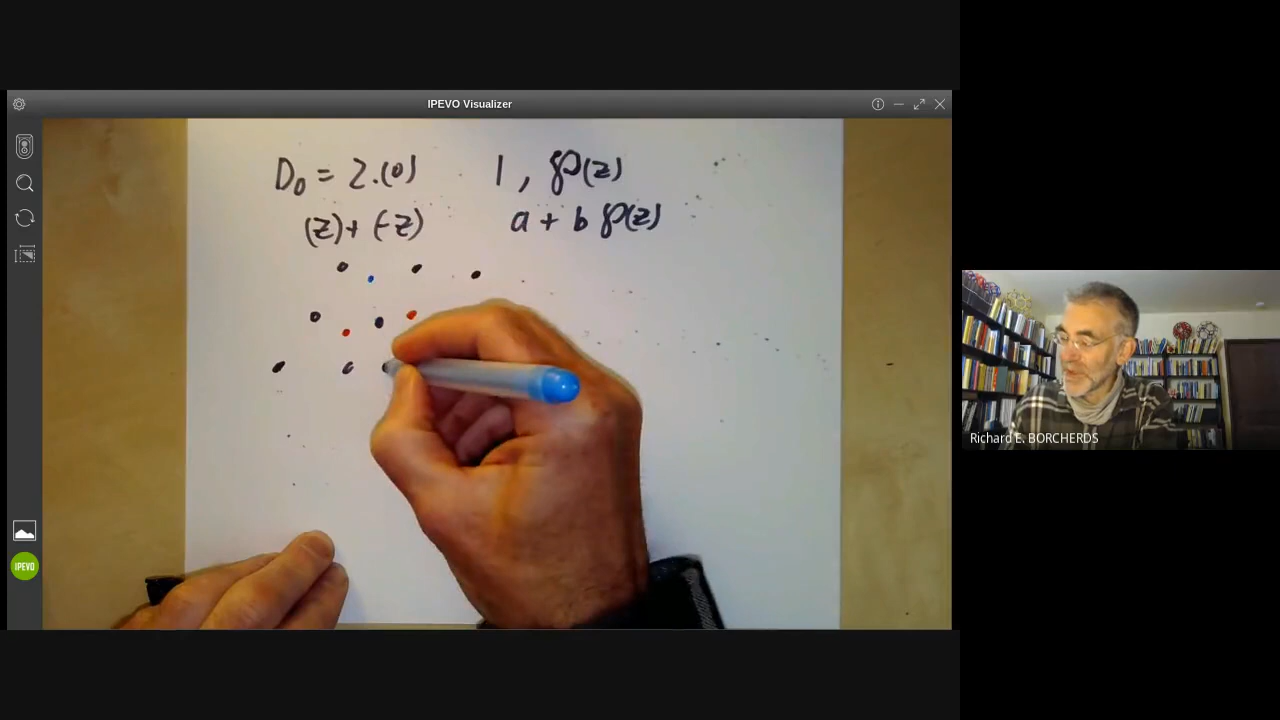 IPEVO Visualizer
D₀ = 2.(0) 1, ℘(z)
(z)+ (-z) a + b ℘(z)
Richard E. BORCHERDS
IPEVO